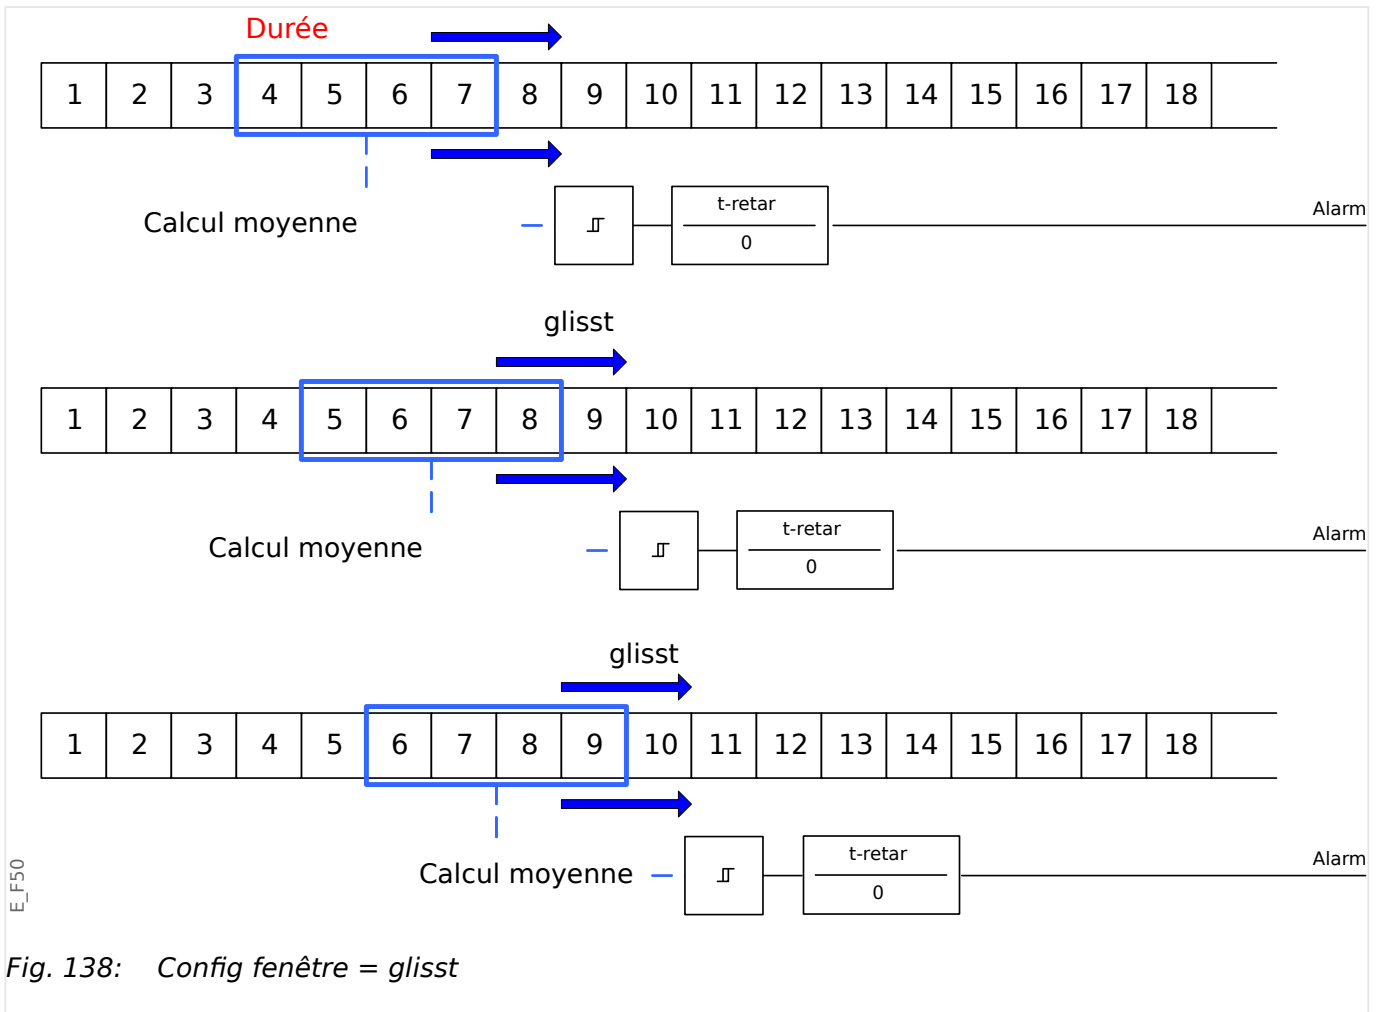 Durée
1 2 3 4 5 6 7 8 9 10 11 12 13 14 15 16 17 18
t-retar
Alarm
Calcul moyenne
0
glisst
1 2 3 4 5 6 7 8 9 10 11 12 13 14 15 16 17 18
t-retar
Alarm
Calcul moyenne
0
glisst
1 2 3 4 5 6 7 8 9 10 11 12 13 14 15 16 17 18
t-retar
Alarm
Calcul moyenne
0
E_F50
Fig. 138: Config fenêtre = glisst